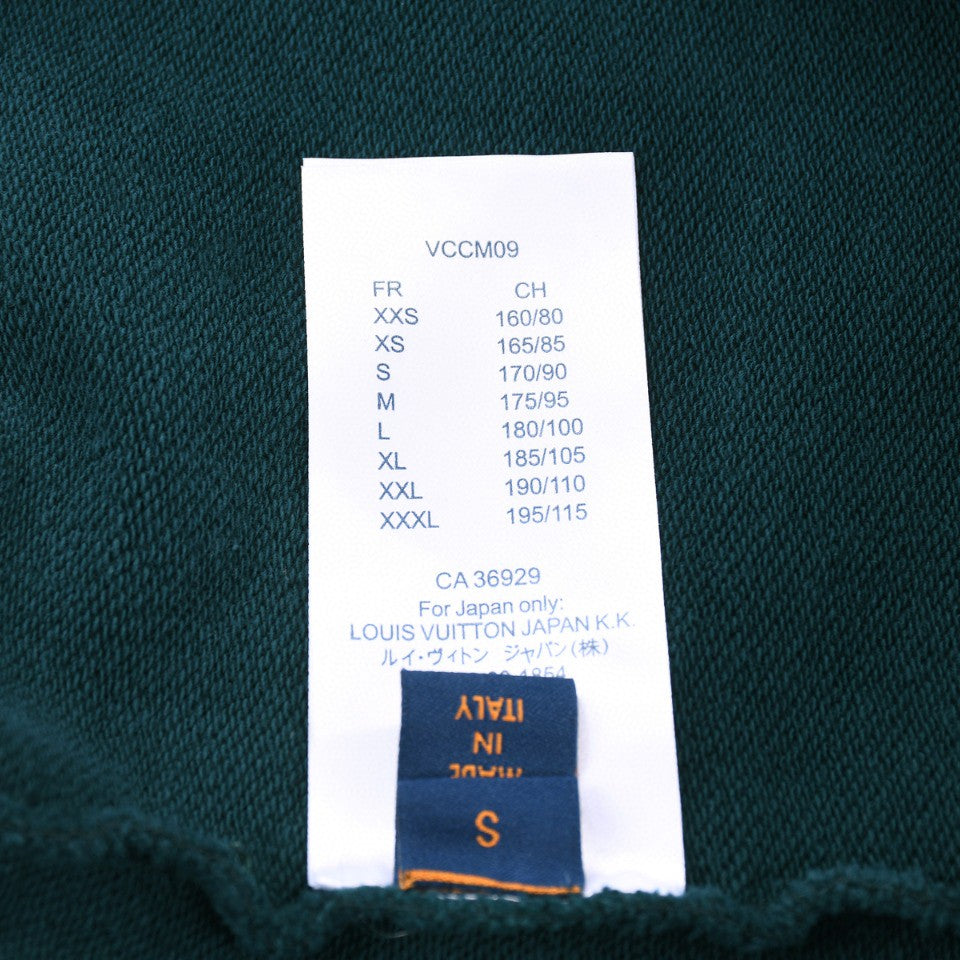 VCCM09
FR CH
XXS 160/80
XS 165/85
S 170/90
M 175/95
L 180/100
XL 185/105
XXL 190/110
XXXL 195/115
CA 36929
For Japan only:
LOUIS VUITTON JAPAN K.K.
ルイ・ヴィトン ジャパン(株)
1854
MADE
IN
ITALY
S